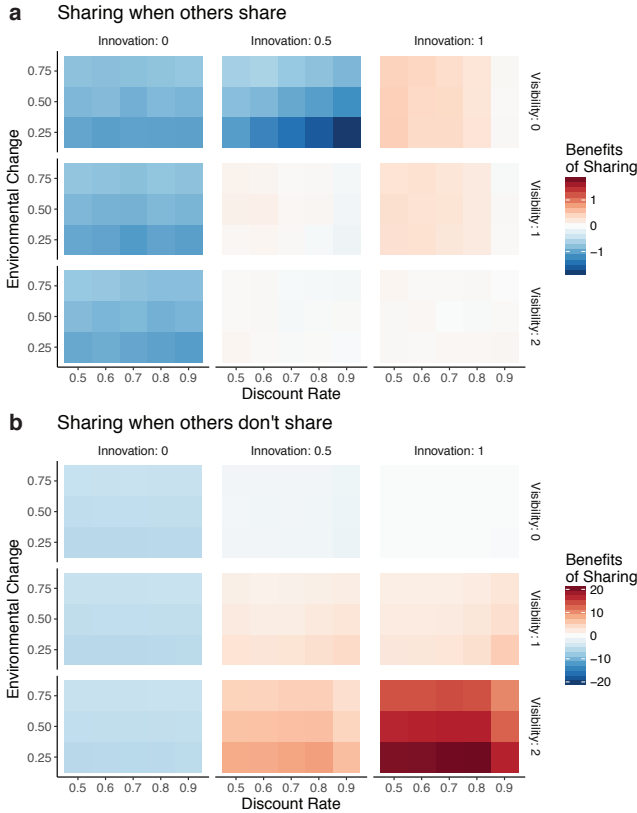 a Sharing when others share
Innovation: 0 Innovation: 0.5 Innovation: 1
Environmental Change
0.75
0.50
0.25
Visibility: 0
0.75
0.50
0.25
Visibility: 1
0.75
0.50
0.25
Visibility: 2
0.5 0.6 0.7 0.8 0.9 0.5 0.6 0.7 0.8 0.9 0.5 0.6 0.7 0.8 0.9
Discount Rate
Benefits
of Sharing
1
0
−1
b Sharing when others don't share
Innovation: 0 Innovation: 0.5 Innovation: 1
Environmental Change
0.75
0.50
0.25
Visibility: 0
0.75
0.50
0.25
Visibility: 1
0.75
0.50
0.25
Visibility: 2
0.5 0.6 0.7 0.8 0.9 0.5 0.6 0.7 0.8 0.9 0.5 0.6 0.7 0.8 0.9
Discount Rate
Benefits
of Sharing
20
10
0
−10
−20